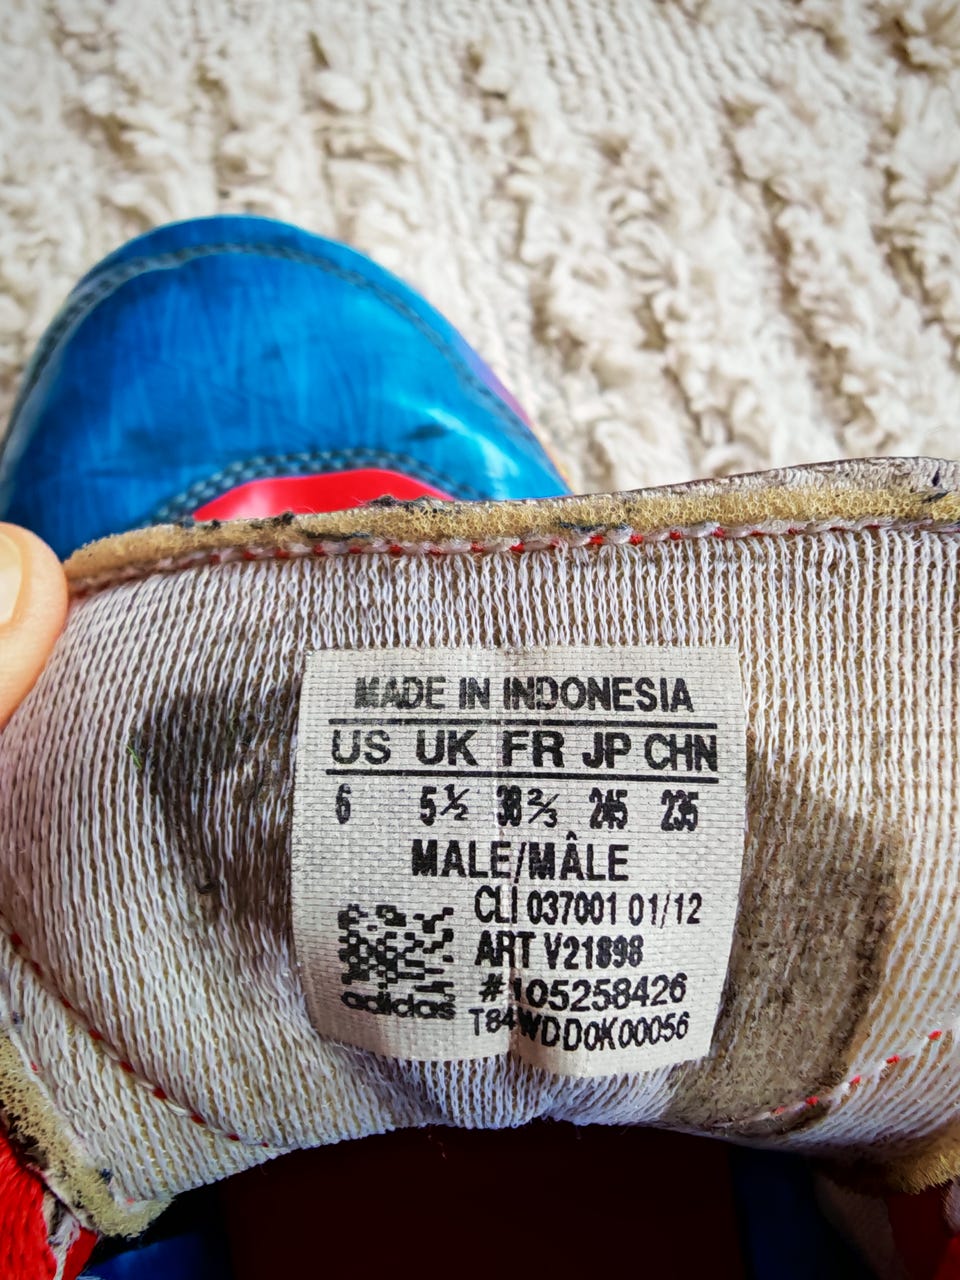 MADE IN INDONESIA
US UK FR JP CHN
6 5½ 38⅔ 245 235
MALE/MÂLE
CLI 037001 01/12
ART V21898
#105258426
adidas
T84WDD0K00056